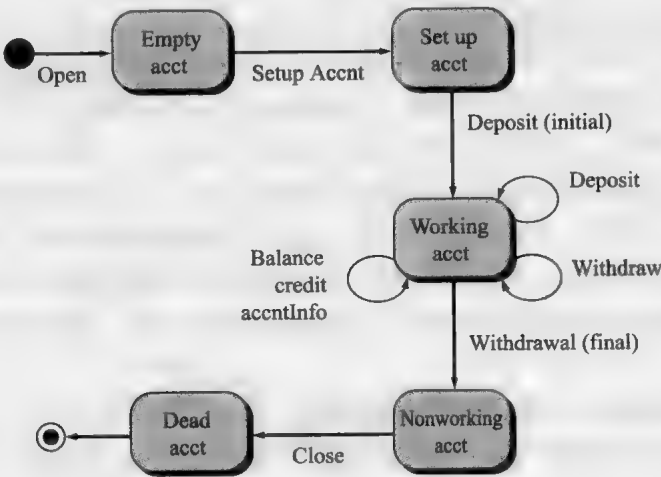 Empty
acct
Open
Setup Accnt
Set up
acct
Deposit (initial)
Deposit
Working
acct
Balance
credit
accntInfo
Withdraw
Withdrawal (final)
Dead
acct
Close
Nonworking
acct